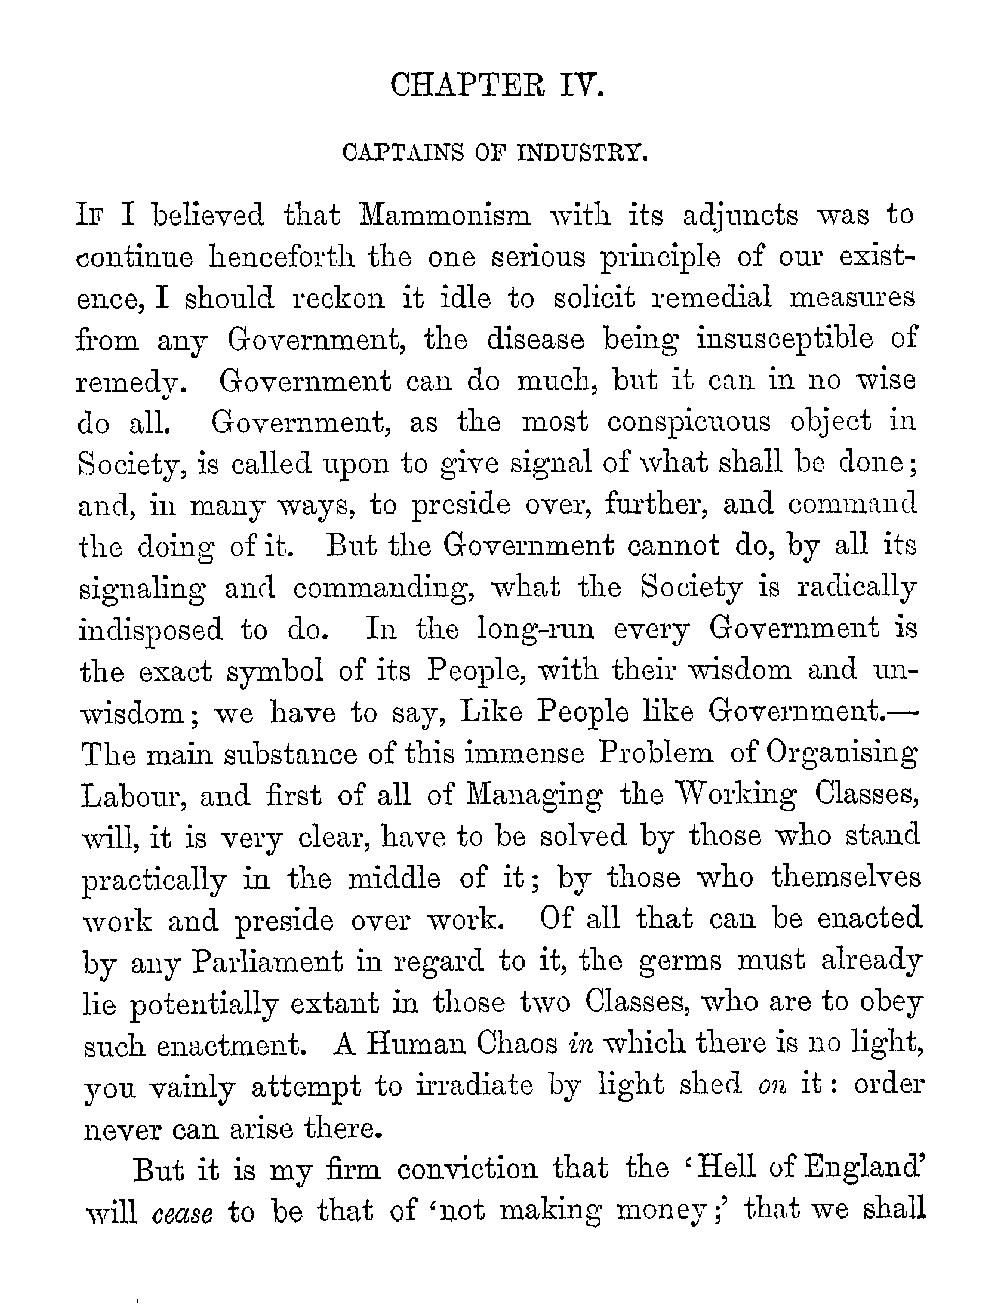 CHAPTER IV.
CAPTAINS OF INDUSTRY.
IF I believed that Mammonism with its adjuncts was to
continue henceforth the one serious principle of our exist-
ence, I should reckon it idle to solicit remedial measures
from any Government, the disease being insusceptible of
remedy. Government can do much, but it can in no wise
do all. Government, as the most conspicuous object in
Society, is called upon to give signal of what shall be done;
and, in many ways, to preside over, further, and command
the doing of it. But the Government cannot do, by all its
signaling and commanding, what the Society is radically
indisposed to do. In the long-run every Government is
the exact symbol of its People, with their wisdom and un-
wisdom; we have to say, Like People like Government.—
The main substance of this immense Problem of Organising
Labour, and first of all of Managing the Working Classes,
will, it is very clear, have to be solved by those who stand
practically in the middle of it; by those who themselves
work and preside over work. Of all that can be enacted
by any Parliament in regard to it, the germs must already
lie potentially extant in those two Classes, who are to obey
such enactment. A Human Chaos in which there is no light,
you vainly attempt to irradiate by light shed on it: order
never can arise there.
But it is my firm conviction that the ‘Hell of England’
will cease to be that of ‘not making money;’ that we shall